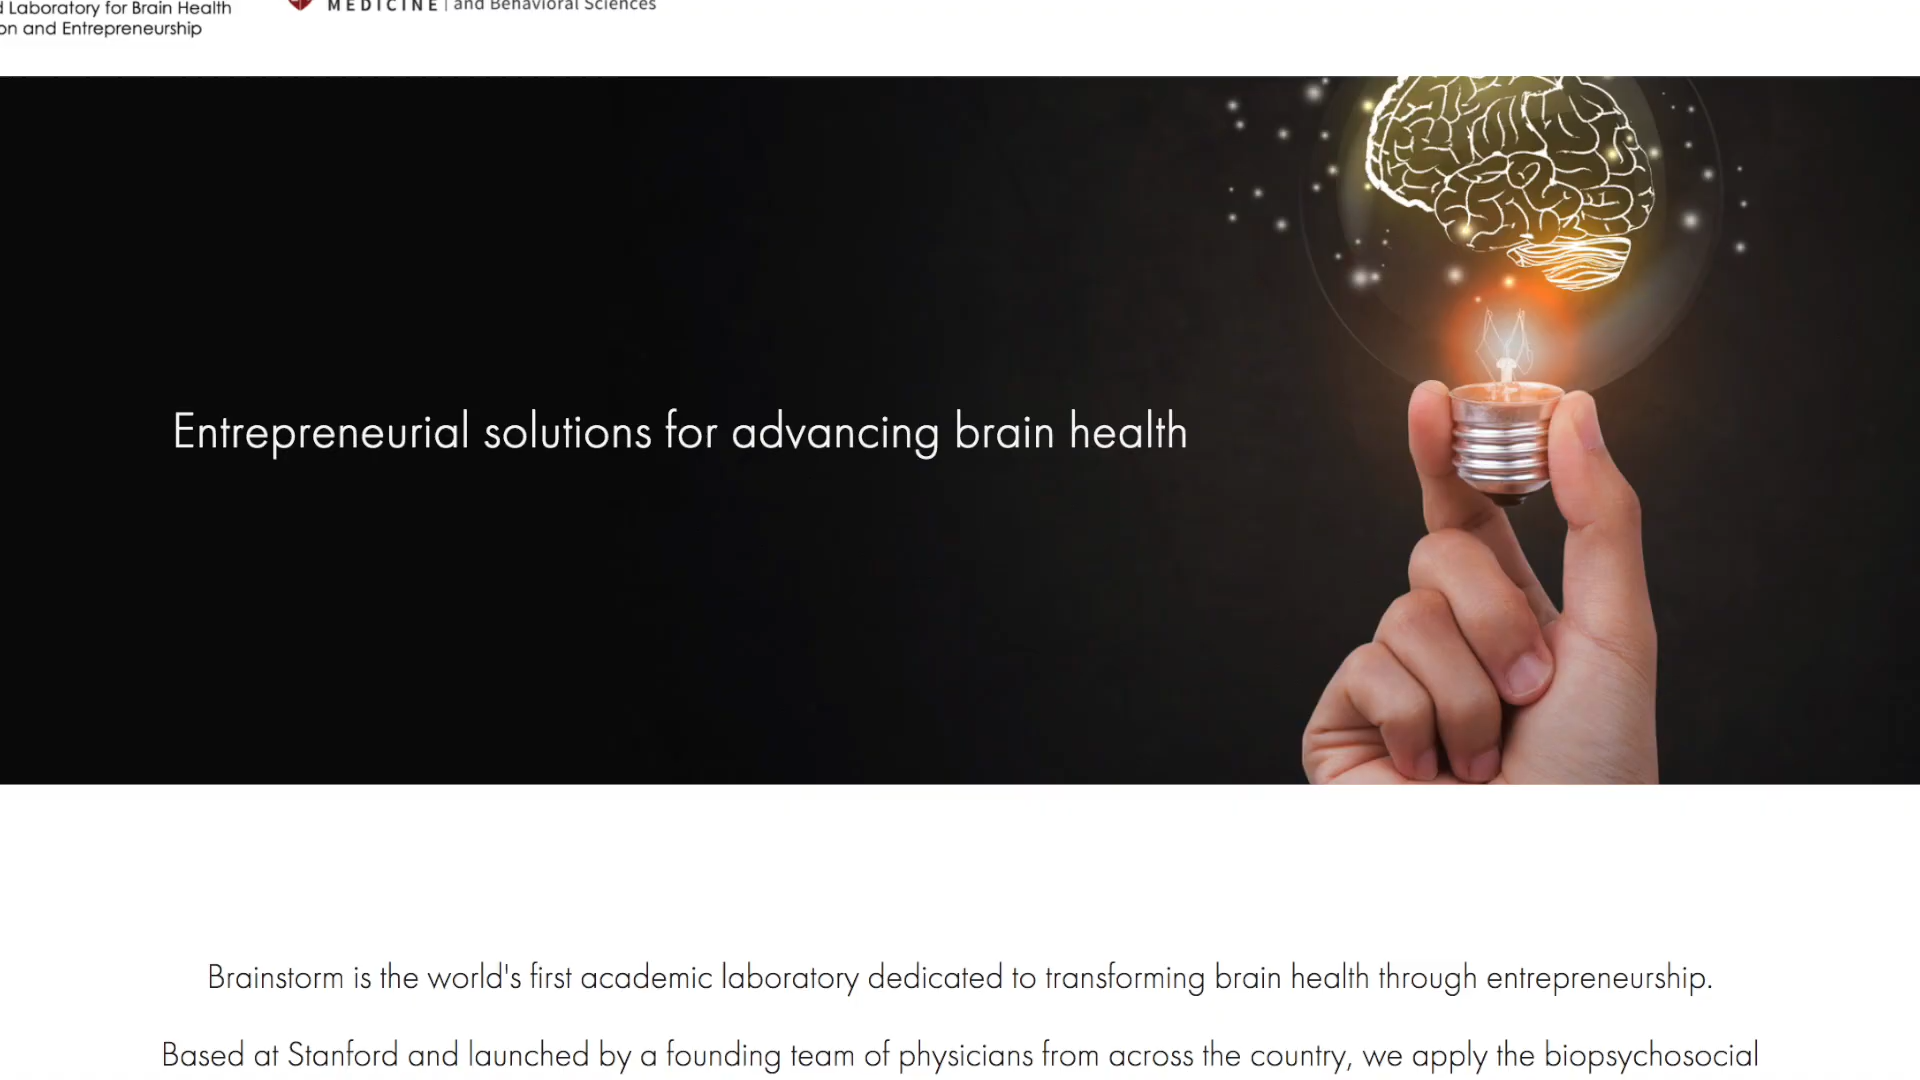 Laboratory for Brain Health
MEDICINE | and Behavioral Sciences
and Entrepreneurship
Entrepreneurial solutions for advancing brain health
Brainstorm is the world's first academic laboratory dedicated to transforming brain health through entrepreneurship.
Based at Stanford and launched by a founding team of physicians from across the country, we apply the biopsychosocial